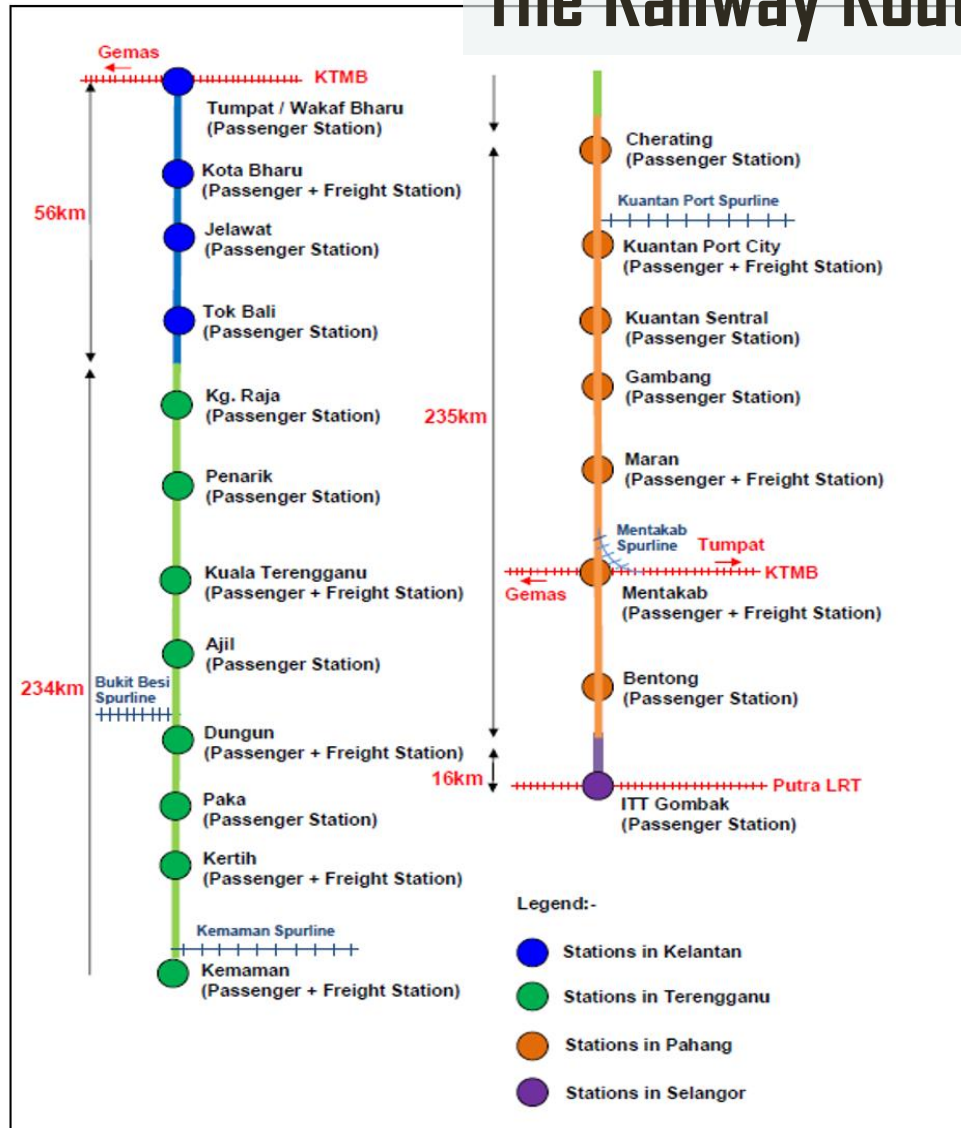 The Railway Rout
Gemas
KTMB
Tumpat / Wakaf Bharu
(Passenger Station)
Kota Bharu
(Passenger + Freight Station)
56km
Jelawat
(Passenger Station)
Tok Bali
(Passenger Station)
Kg. Raja
(Passenger Station)
Penarik
(Passenger Station)
Kuala Terengganu
(Passenger + Freight Station)
Ajil
(Passenger Station)
234km
Bukit Besi
Spurline
Dungun
(Passenger + Freight Station)
Paka
(Passenger Station)
Kertih
(Passenger + Freight Station)
Kemaman Spurline
Kemaman
(Passenger + Freight Station)
Cherating
(Passenger Station)
Kuantan Port Spurline
Kuantan Port City
(Passenger + Freight Station)
Kuantan Sentral
(Passenger Station)
Gambang
(Passenger Station)
235km
Maran
(Passenger + Freight Station)
Mentakab
Spurline
Tumpat
KTMB
Gemas
Mentakab
(Passenger + Freight Station)
Bentong
(Passenger Station)
16km
Putra LRT
ITT Gombak
(Passenger Station)
Legend:-
Stations in Kelantan
Stations in Terengganu
Stations in Pahang
Stations in Selangor